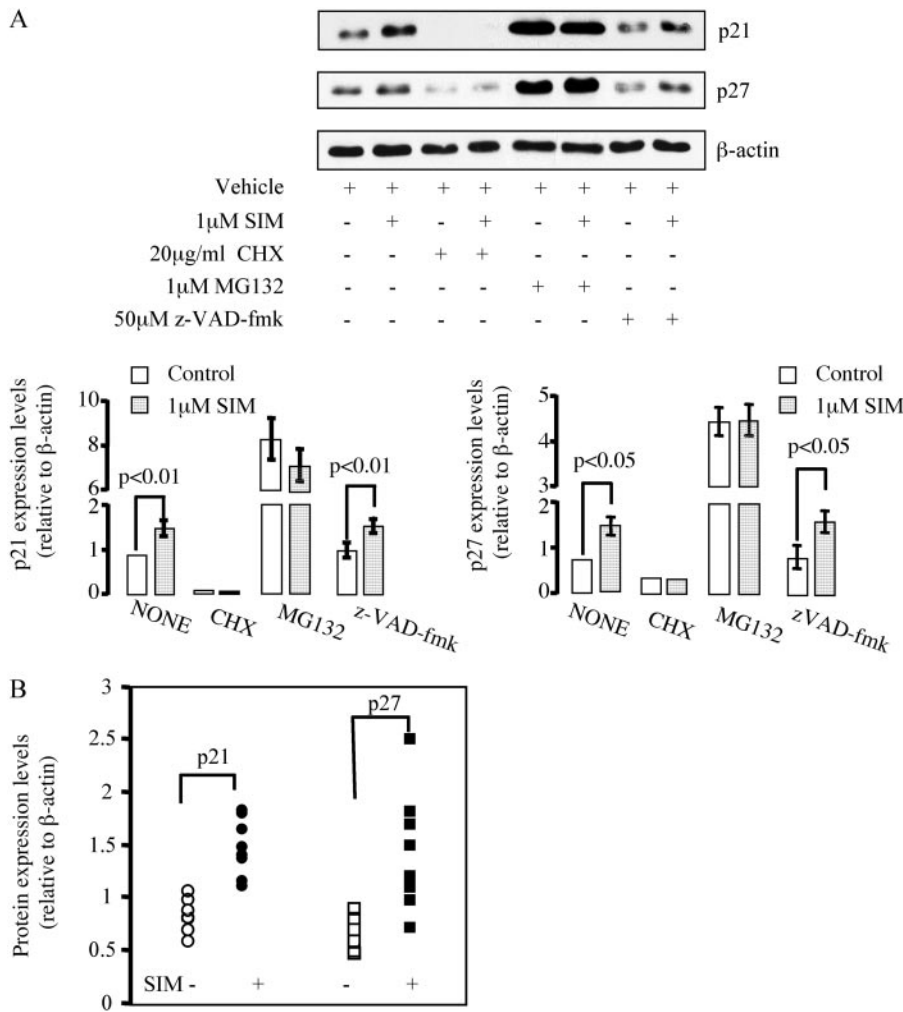 A
p21
p27
β-actin
Vehicle + + + + + + + +
1μM SIM - + - + - + - +
20μg/ml CHX - - + + - - - -
1μM MG132 - - - - + + - -
50μM z-VAD-fmk - - - - - - + +
p21 expression levels
(relative to β-actin)
Control
1μM SIM
10
8
6
2
1
0
p<0.01
p<0.01
NONE
CHX
MG132
z-VAD-fmk
p27 expression levels
(relative to β-actin)
Control
1μM SIM
5
4
5
2
1
0
p<0.05
p<0.05
NONE
CHX
MG132
zVAD-fmk
B
Protein expression levels
(relative to β-actin)
3
2.5
2
1.5
1
0.5
0
p21
p27
SIM - + - +